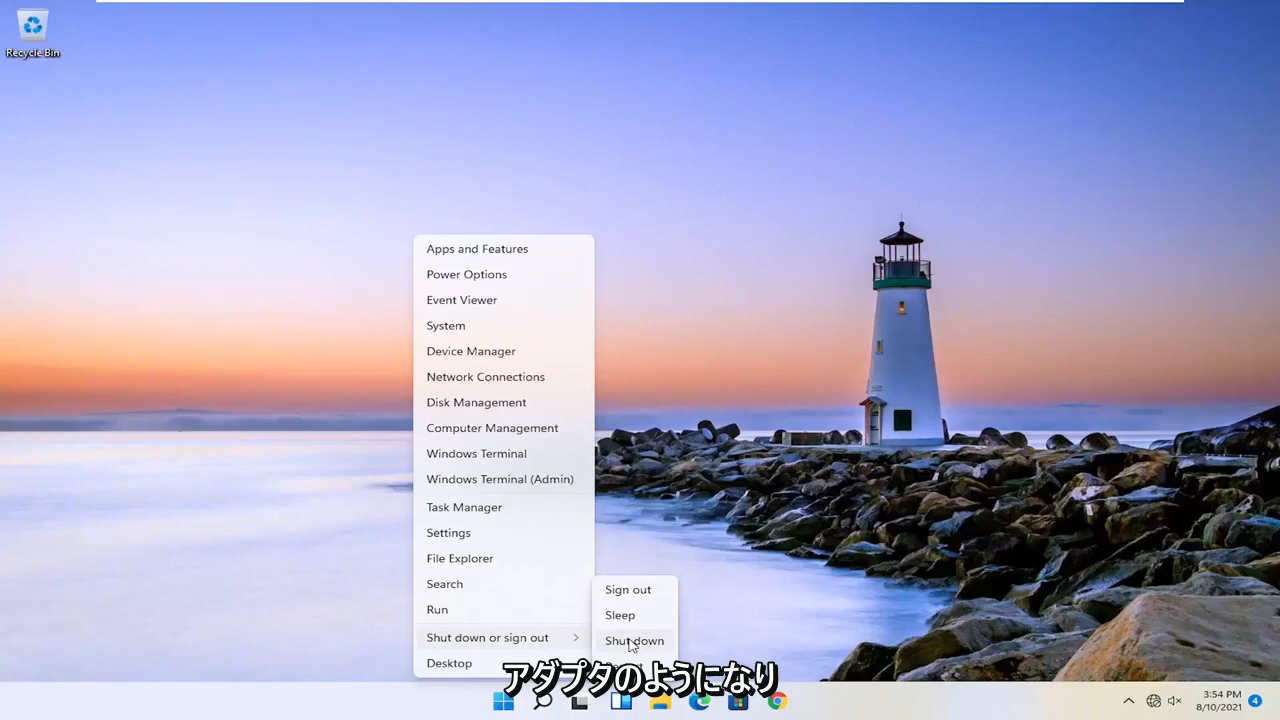 Recycle Bin
Apps and Features
Power Options
Event Viewer
System
Device Manager
Network Connections
Disk Management
Computer Management
Windows Terminal
Windows Terminal (Admin)
Task Manager
Settings
File Explorer
Search
Run
Shut down or sign out
Desktop
Sign out
Sleep
Shut down
アダプタのようになり
3:54 PM
8/10/2021
4